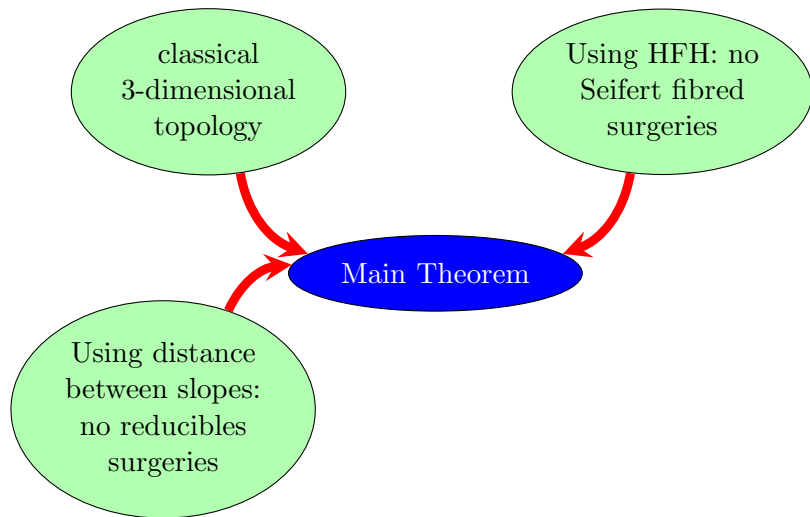 classical
3-dimensional
topology
Using HFH: no
Seifert fibred
surgeries
Main Theorem
Using distance
between slopes:
no reducibles
surgeries